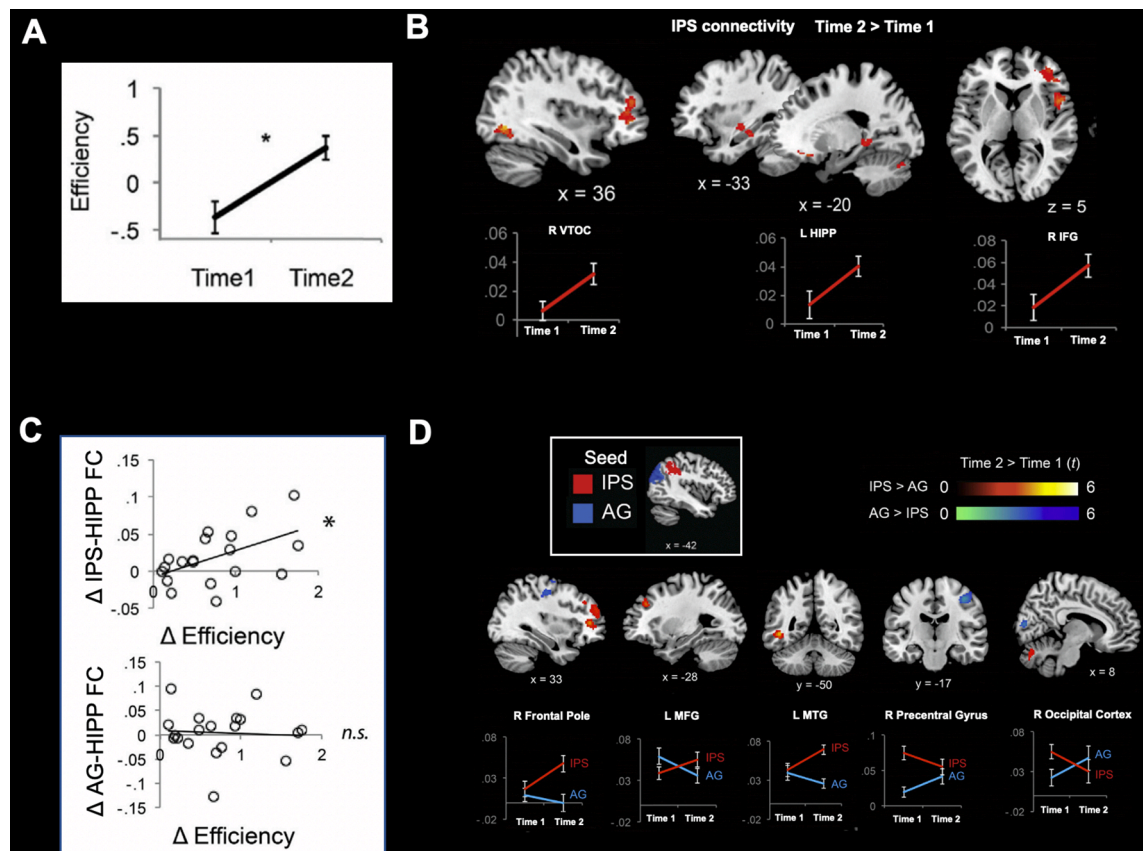 A
Efficiency
1
.5
0
-.5
*
Time1 Time2
B
IPS connectivity Time 2 > Time 1
x = 36
x = -33
x = -20
z = 5
R VTOC
.06
.04
.02
0
Time 1 Time 2
L HIPP
.06
.04
.02
0
Time 1 Time 2
R IFG
.08
.06
.04
.02
0
Time 1 Time 2
C
Δ IPS-HIPP FC
.15
.1
.05
0
-.05
0 1 2
*
Δ Efficiency
Δ AG-HIPP FC
.15
.1
.05
0
-.05
-.1
-.15
0 1 2
n.s.
Δ Efficiency
D
Seed
IPS
AG
x = -42
Time 2 > Time 1 (t)
IPS > AG 0 6
AG > IPS 0 6
x = 33
x = -28
y = -50
y = -17
x = 8
R Frontal Pole
.08
.03
-.02
IPS
AG
Time 1 Time 2
L MFG
.08
.03
-.02
IPS
AG
Time 1 Time 2
L MTG
.08
.03
-.02
IPS
AG
Time 1 Time 2
R Precentral Gyrus
.1
.05
0
IPS
AG
Time 1 Time 2
R Occipital Cortex
.08
.03
-.02
AG
IPS
Time 1 Time 2